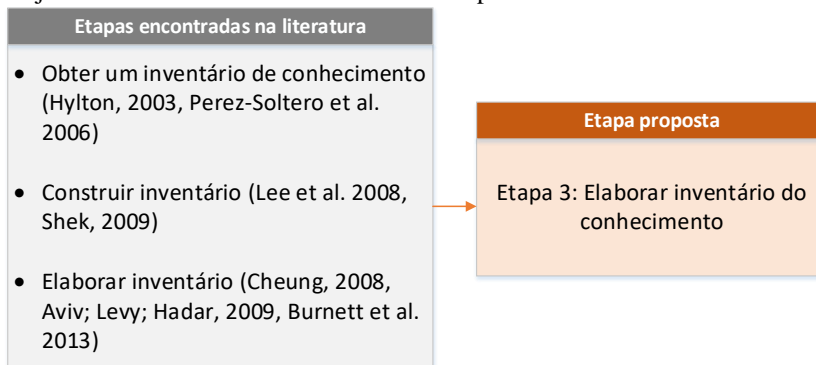 Etapas encontradas na literatura
• Obter um inventário de conhecimento
(Hylton, 2003, Perez-Soltero et al.
2006)
• Construir inventário (Lee et al. 2008,
Shek, 2009)
• Elaborar inventário (Cheung, 2008,
Aviv; Levy; Hadar, 2009, Burnett et al.
2013)
Etapa proposta
Etapa 3: Elaborar inventário do
conhecimento